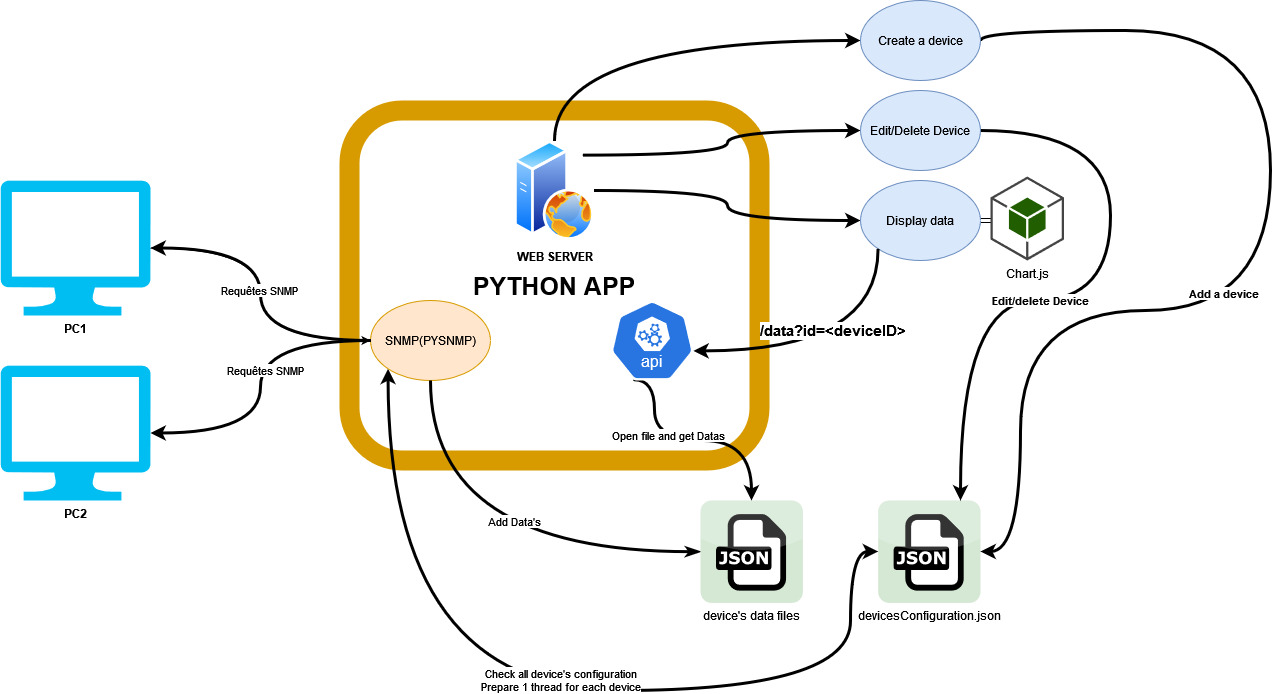 Create a device
Edit/Delete Device
Display data
Chart.js
WEB SERVER
PYTHON APP
Requêtes SNMP
PC1
SNMP(PYSNMP)
api
/data?id=<deviceID>
Edit/delete Device
Add a device
Requêtes SNMP
PC2
Open file and get Datas
Add Data's
JSON
device's data files
JSON
devicesConfiguration.json
Check all device's configuration
Prepare 1 thread for each device